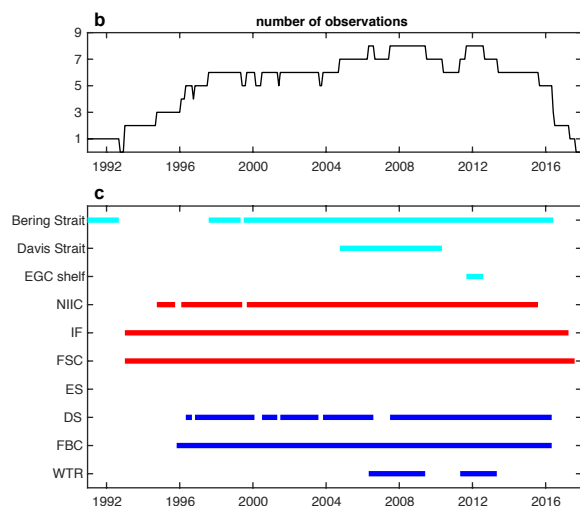 b
number of observations
9
7
5
3
1
1992 1996 2000 2004 2008 2012 2016
c
Bering Strait
Davis Strait
EGC shelf
NIIC
IF
FSC
ES
DS
FBC
WTR
1992 1996 2000 2004 2008 2012 2016